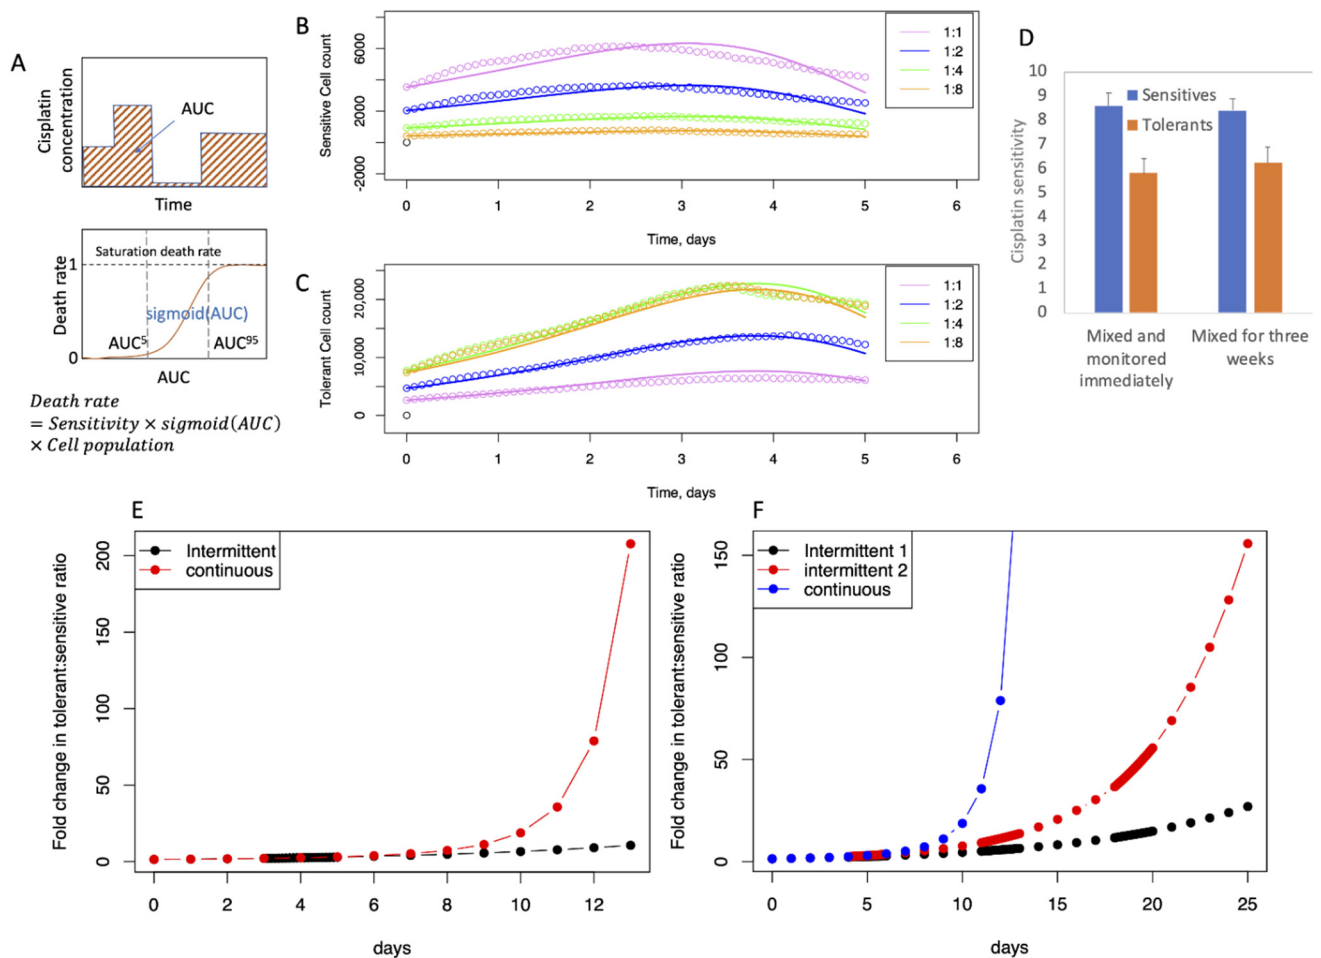 A
Cisplatin
concentration
AUC
Time
Saturation death rate
1
Death rate
sigmoid(AUC)
AUC5
AUC95
0
AUC
Death rate
= Sensitivity × sigmoid(AUC)
× Cell population
B
Sensitive Cell count
6000
2000
-2000
1:1
1:2
1:4
1:8
0 1 2 3 4 5 6
Time, days
C
Tolerant Cell count
20,000
10,000
0
1:1
1:2
1:4
1:8
0 1 2 3 4 5 6
Time, days
D
Cisplatin sensitivity
10
9
8
7
6
5
4
3
2
1
0
Sensitives
Tolerants
Mixed and
monitored
immediately
Mixed for three
weeks
E
Fold change in tolerant:sensitive ratio
200
150
100
50
0
Intermittent
continuous
0 2 4 6 8 10 12
days
F
Fold change in tolerant:sensitive ratio
150
100
50
0
Intermittent 1
intermittent 2
continuous
0 5 10 15 20 25
days